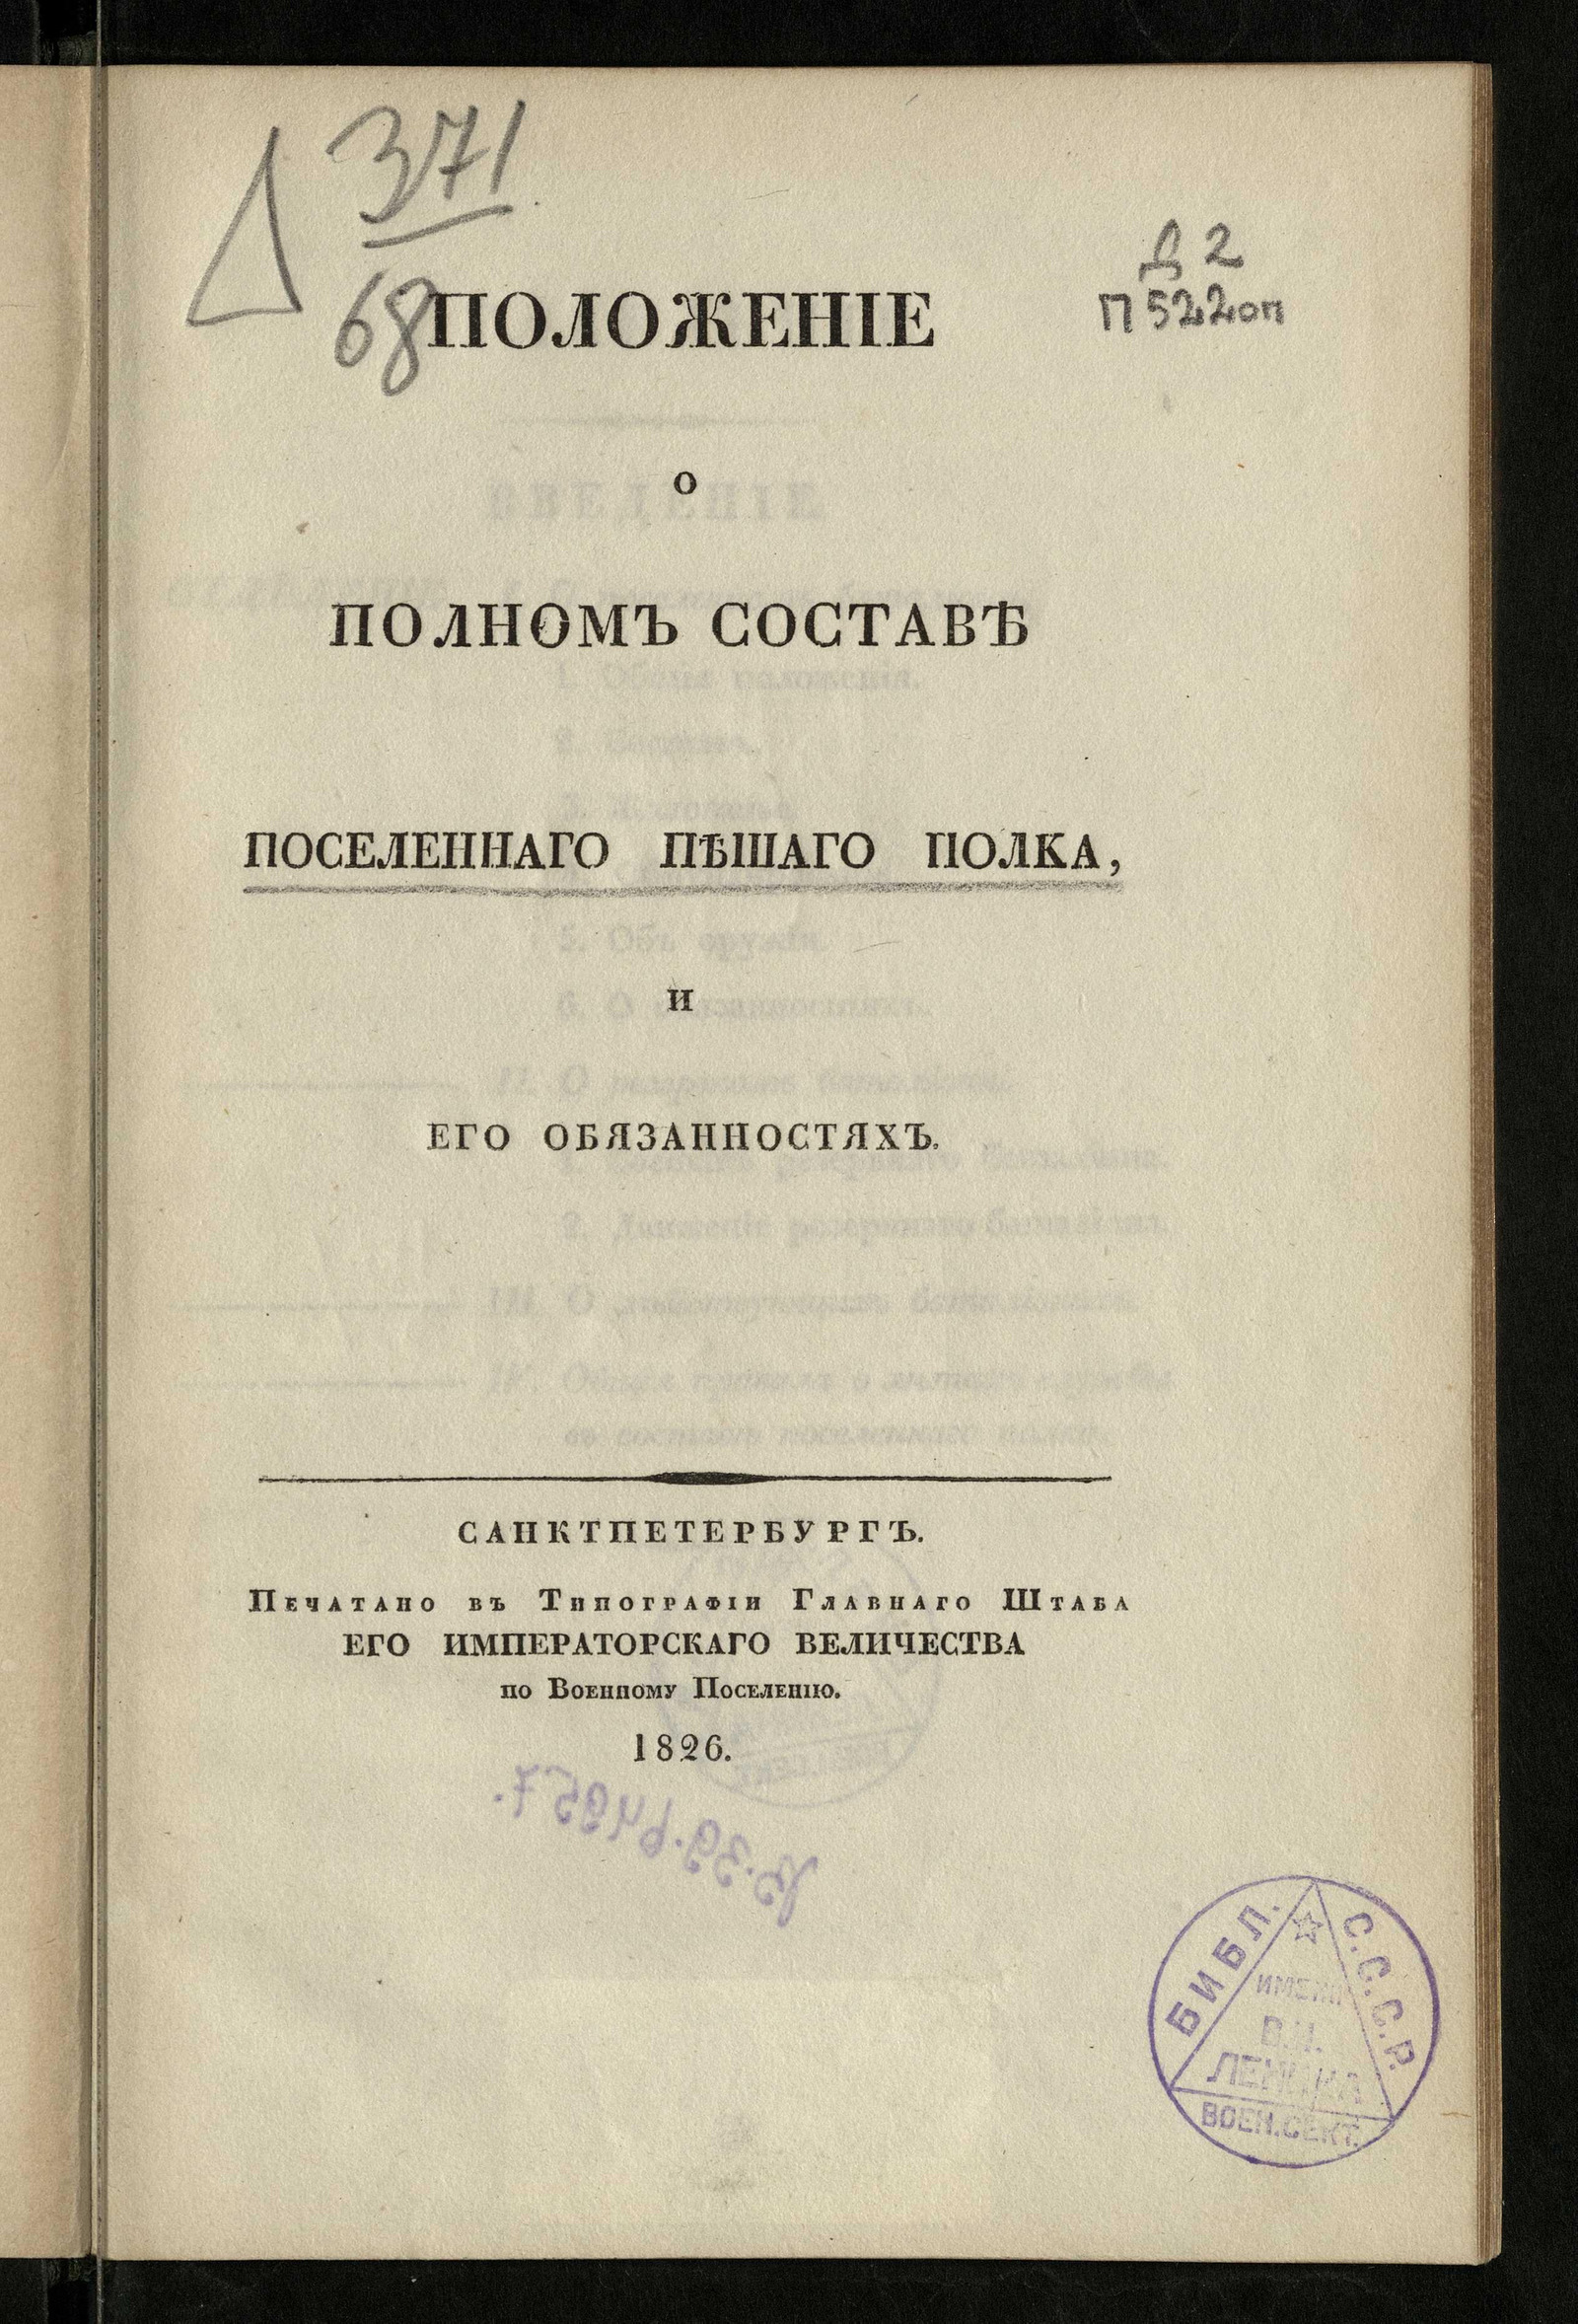 Д 371
68
Д 2
П 522оп
ПОЛОЖЕНІЕ
О
ПОЛНОМЪ СОСТАВѢ
ПОСЕЛЕННАГО ПѢШАГО ПОЛКА,
И
ЕГО ОБЯЗАННОСТЯХЪ.
САНКТПЕТЕРБУРГЪ.
Печатано въ Типографіи Главнаго Штаба
ЕГО ИМПЕРАТОРСКАГО ВЕЛИЧЕСТВА
по Военному Поселенію.
1826.
БИБЛ. С.С.С.Р.
ИМЕНИ
В.И.
ЛЕНИНА
ВОЕН.СЕКТ.